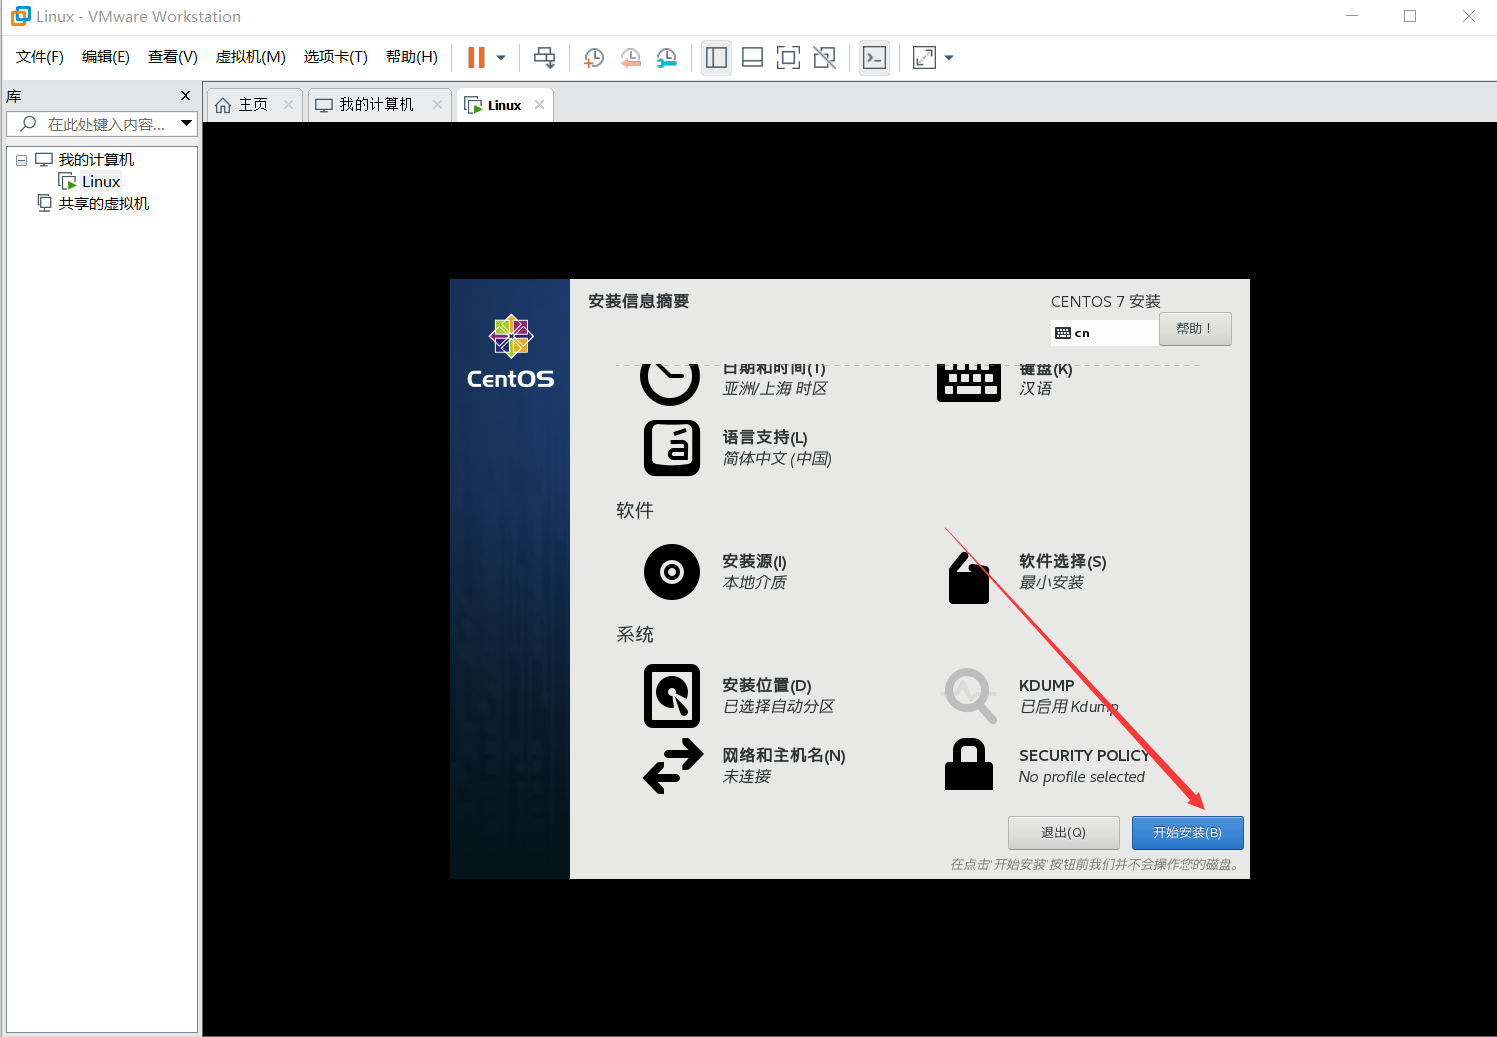 Linux - VMware Workstation
文件(F) 编辑(E) 查看(V) 虚拟机(M) 选项卡(T) 帮助(H)
库
在此处键入内容...
我的计算机
Linux
共享的虚拟机
主页 我的计算机 Linux
CentOS
安装信息摘要
CENTOS 7 安装
cn
帮助！
日期和时间(T)
亚洲/上海 时区
键盘(K)
汉语
语言支持(L)
简体中文 (中国)
软件
安装源(I)
本地介质
软件选择(S)
最小安装
系统
安装位置(D)
已选择自动分区
KDUMP
已启用 Kdump
网络和主机名(N)
未连接
SECURITY POLICY
No profile selected
退出(Q) 开始安装(B)
在点击'开始安装'按钮前我们并不会操作您的磁盘。